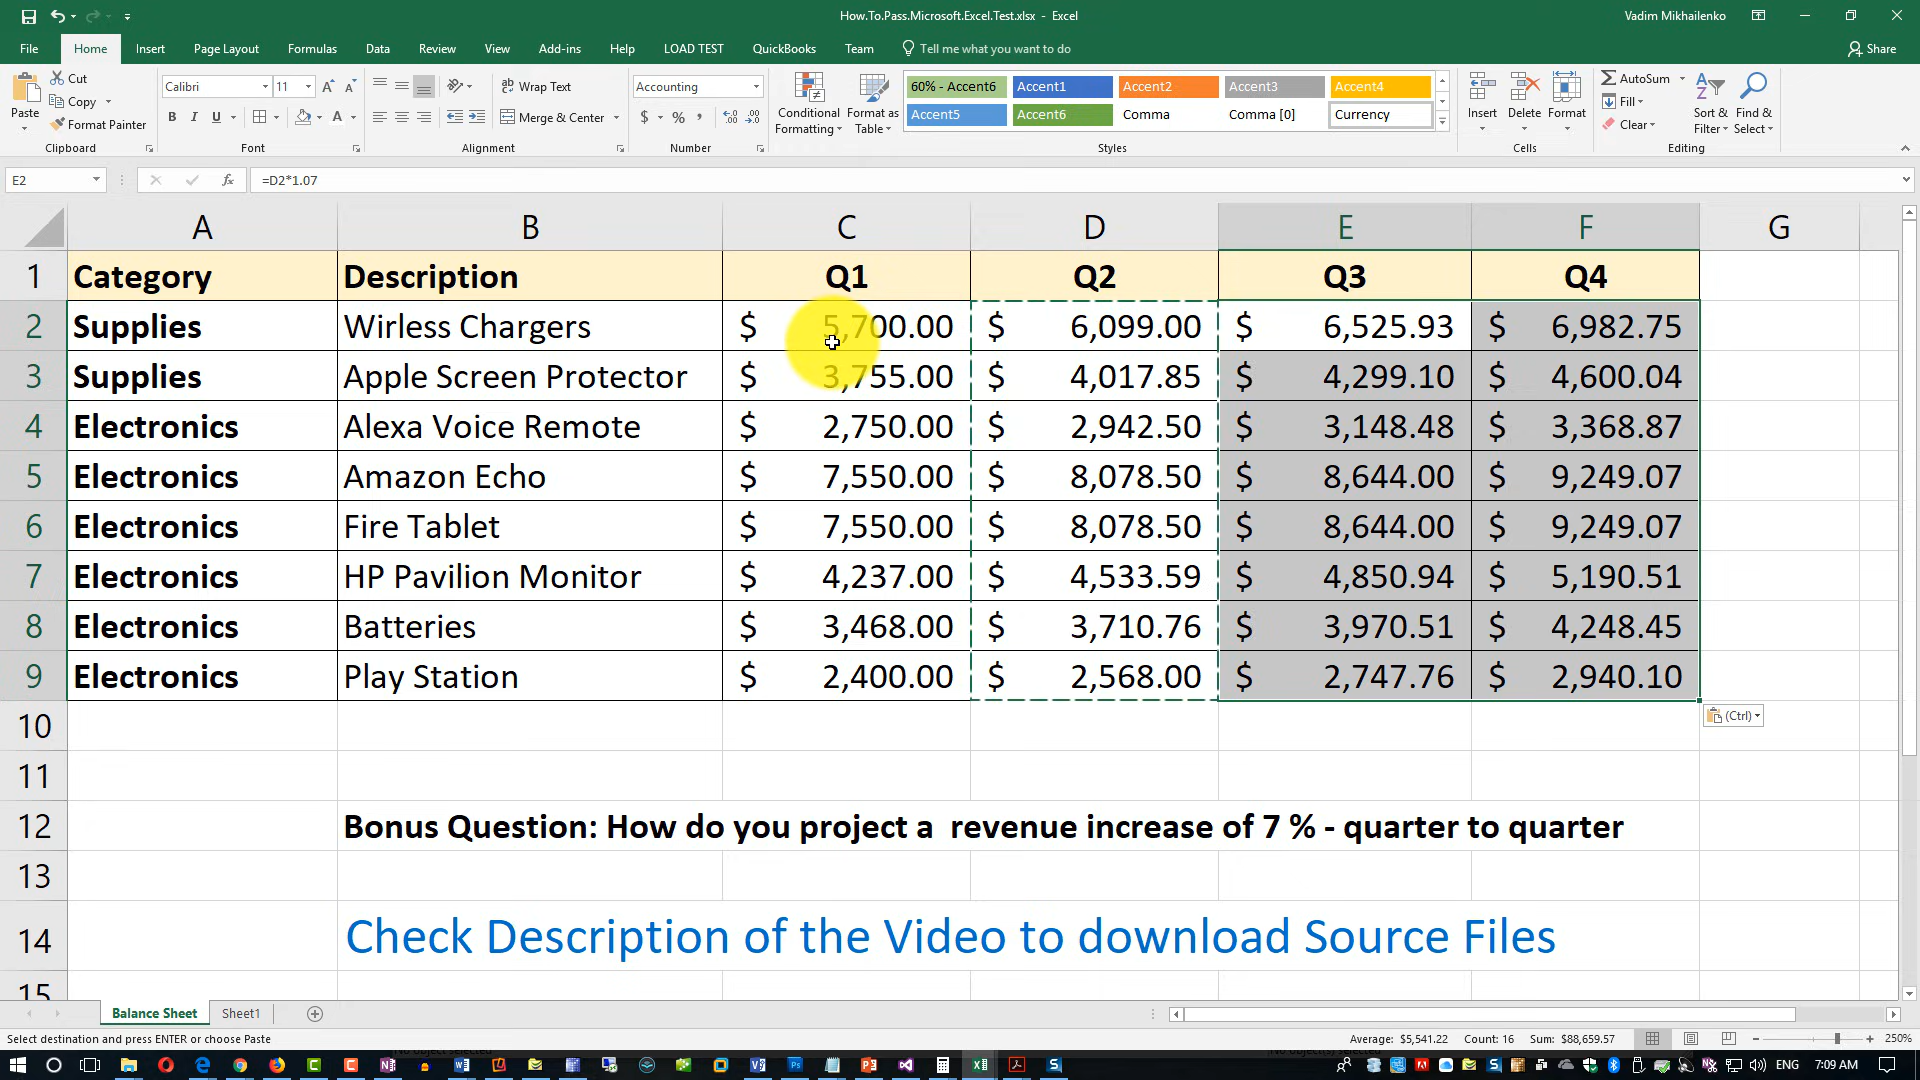 How.To.Pass.Microsoft.Excel.Test.xlsx - Excel
Vadim Mikhailenko
File Home Insert Page Layout Formulas Data Review View Add-ins Help LOAD TEST QuickBooks Team Tell me what you want to do Share
Paste
Cut
Copy
Format Painter
Clipboard
Calibri 11
B I U
Font
Wrap Text
Merge & Center
Alignment
Accounting
$ % ,
Number
Conditional Formatting
Format as Table
60% - Accent6 Accent1 Accent2 Accent3 Accent4
Accent5 Accent6 Comma Comma [0] Currency
Styles
Insert Delete Format
Cells
AutoSum
Fill
Clear
Sort & Filter
Find & Select
Editing
E2 fx =D2*1.07
A B C D E F G
1 Category Description Q1 Q2 Q3 Q4
2 Supplies Wirless Chargers $ 5,700.00 $ 6,099.00 $ 6,525.93 $ 6,982.75
3 Supplies Apple Screen Protector $ 3,755.00 $ 4,017.85 $ 4,299.10 $ 4,600.04
4 Electronics Alexa Voice Remote $ 2,750.00 $ 2,942.50 $ 3,148.48 $ 3,368.87
5 Electronics Amazon Echo $ 7,550.00 $ 8,078.50 $ 8,644.00 $ 9,249.07
6 Electronics Fire Tablet $ 7,550.00 $ 8,078.50 $ 8,644.00 $ 9,249.07
7 Electronics HP Pavilion Monitor $ 4,237.00 $ 4,533.59 $ 4,850.94 $ 5,190.51
8 Electronics Batteries $ 3,468.00 $ 3,710.76 $ 3,970.51 $ 4,248.45
9 Electronics Play Station $ 2,400.00 $ 2,568.00 $ 2,747.76 $ 2,940.10
(Ctrl)
10
11
12 Bonus Question: How do you project a revenue increase of 7 % - quarter to quarter
13
14 Check Description of the Video to download Source Files
15
Balance Sheet Sheet1
Select destination and press ENTER or choose Paste
Average: $5,541.22 Count: 16 Sum: $88,659.57 250%
ENG 7:09 AM